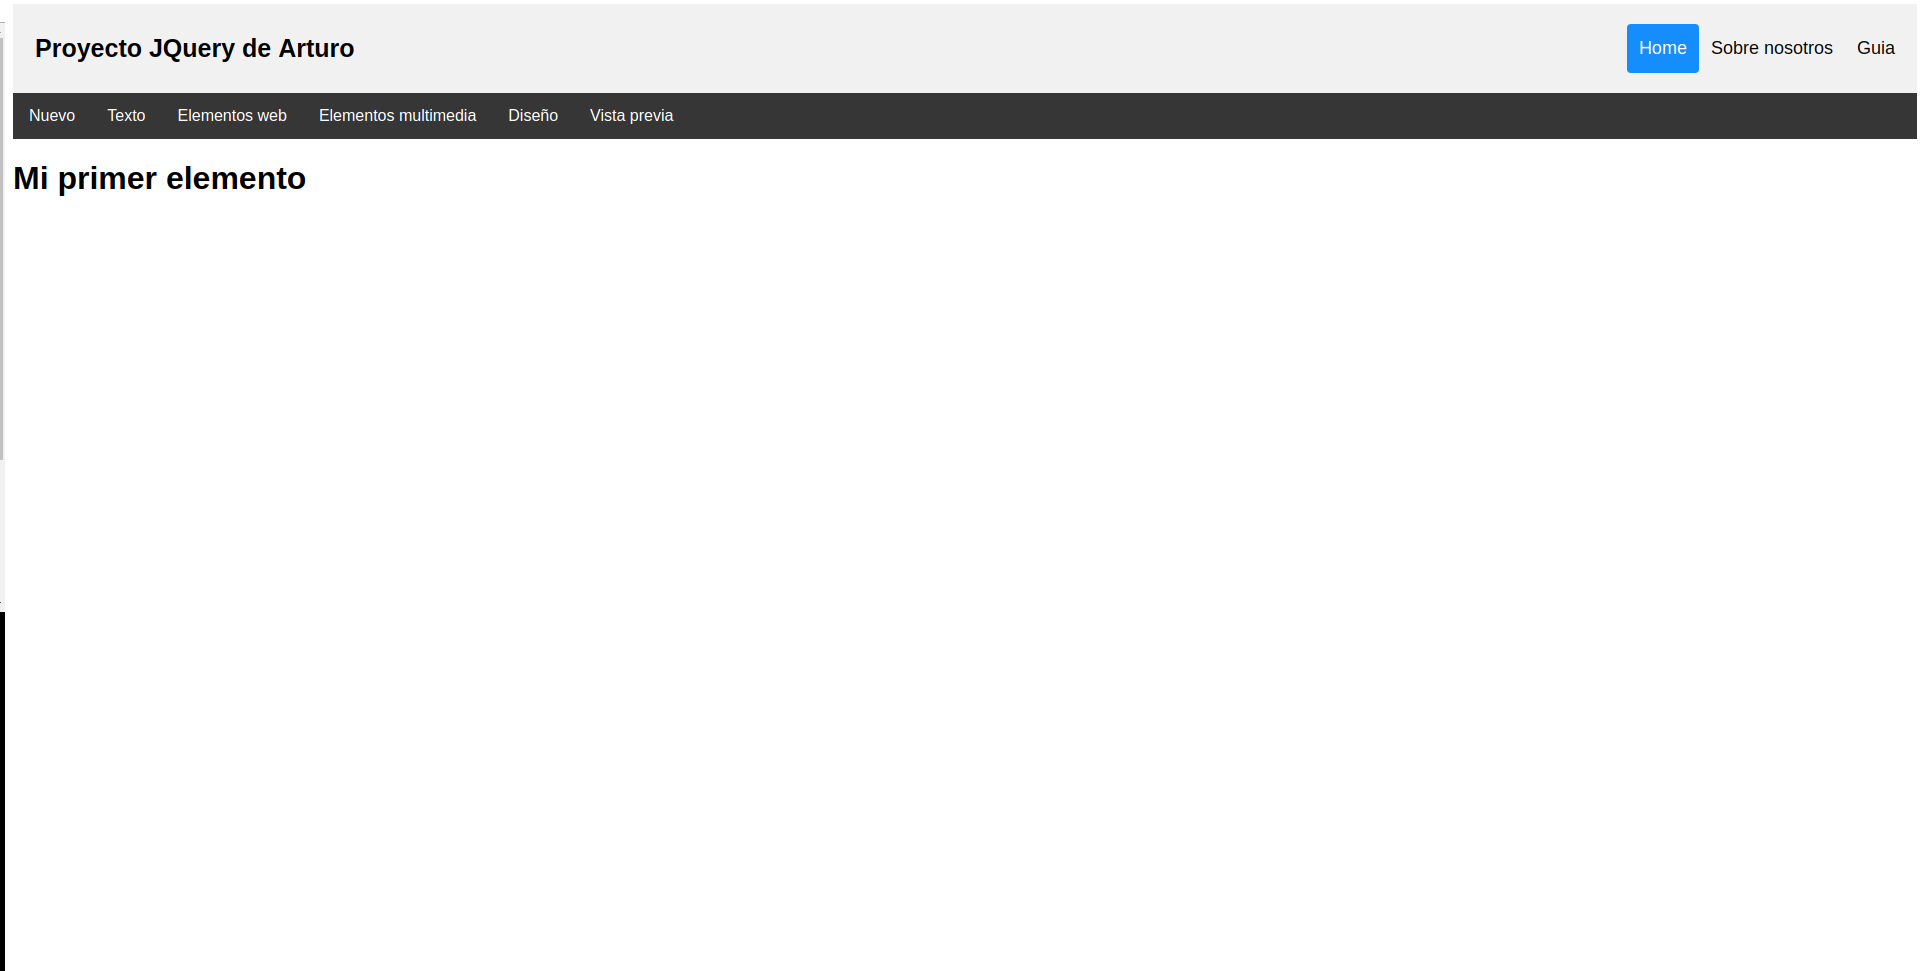 Proyecto JQuery de Arturo
Home Sobre nosotros Guia
Nuevo Texto Elementos web Elementos multimedia Diseño Vista previa
Mi primer elemento